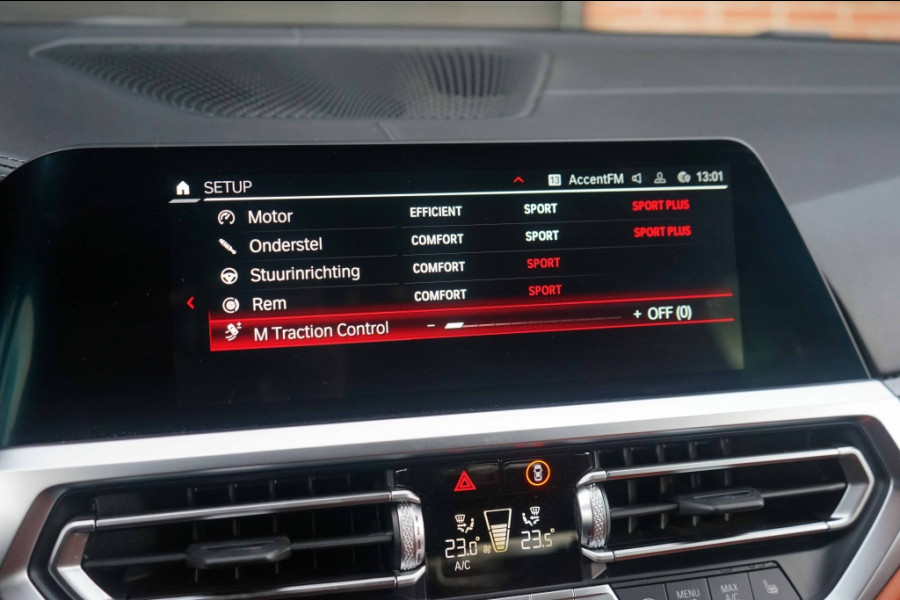 SETUP 13 AccentFM 13:01
Motor EFFICIENT SPORT SPORT PLUS
Onderstel COMFORT SPORT SPORT PLUS
Stuurinrichting COMFORT SPORT
Rem COMFORT SPORT
M Traction Control − + OFF (0)
23.0° 23.5°
A/C
MENU MAX A/C